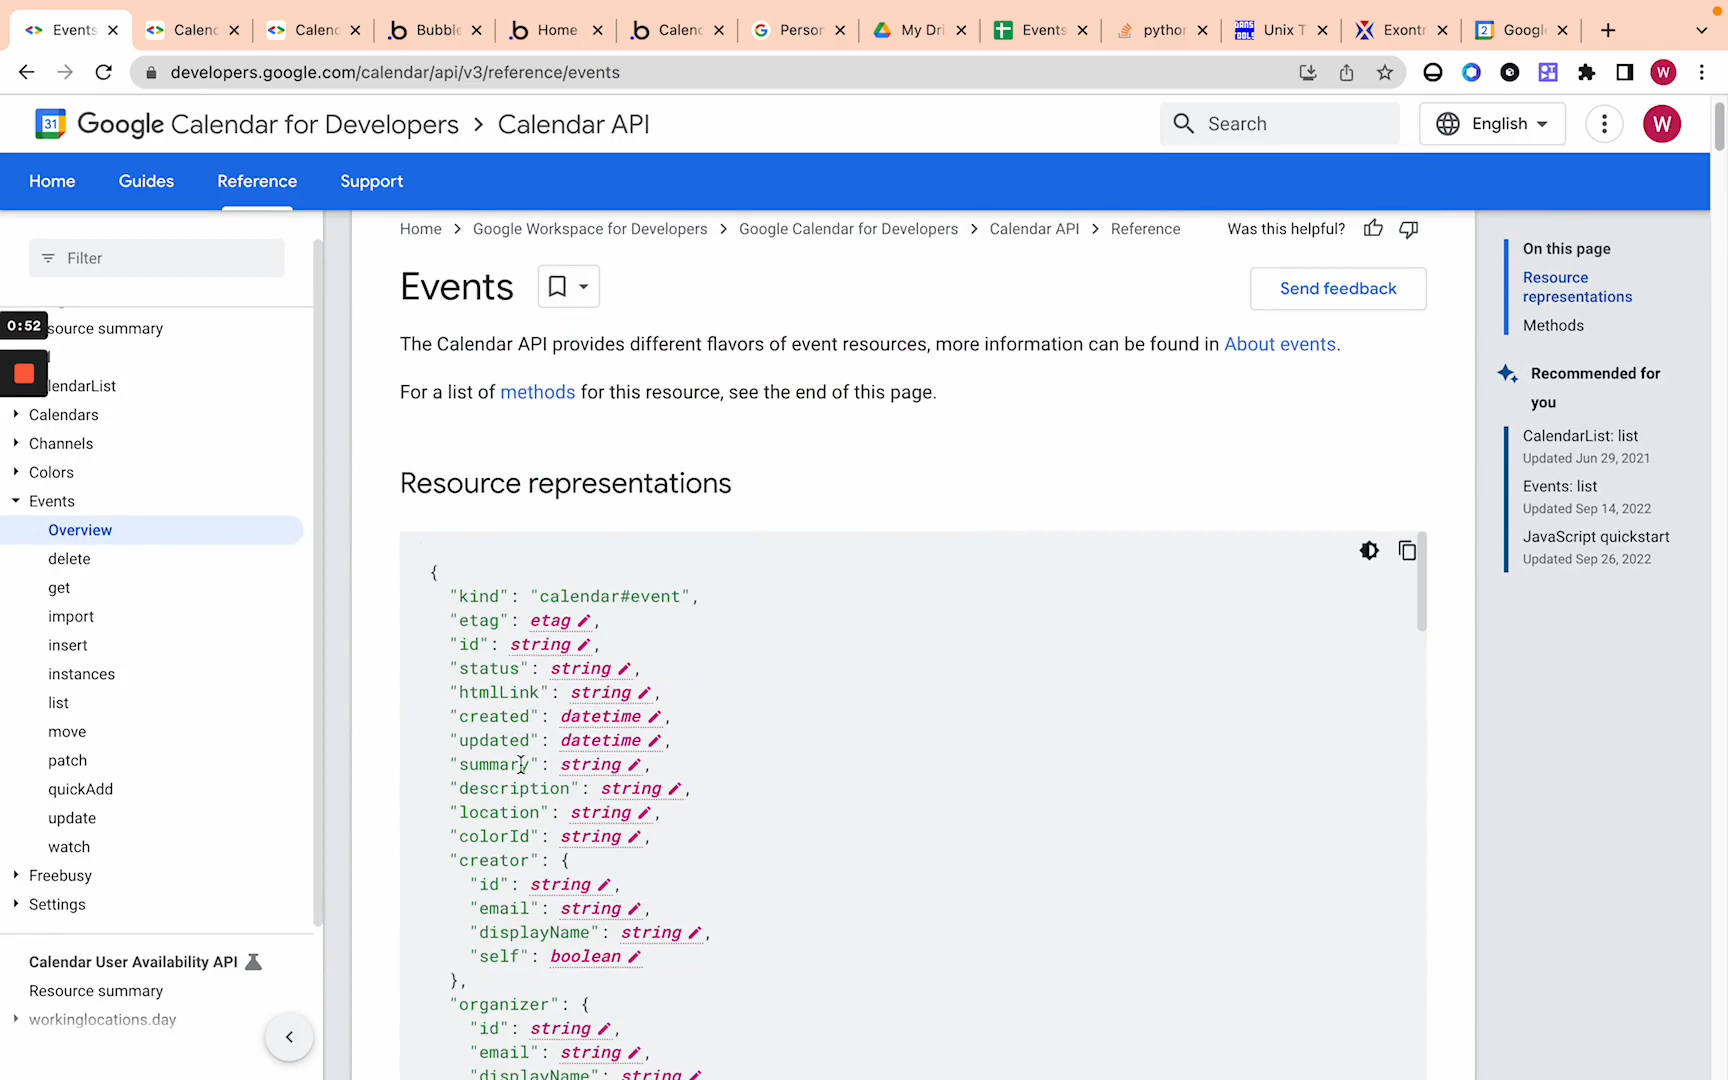 Events
Calenc
Calenc
Bubble
Home
Calenc
Person
My Dri
Events
python
Unix T
Exontr
Googl
developers.google.com/calendar/api/v3/reference/events
W
31
Google Calendar for Developers > Calendar API
Search
English
W
Home
Guides
Reference
Support
Filter
0:52
source summary
lendarList
Calendars
Channels
Colors
Events
Overview
delete
get
import
insert
instances
list
move
patch
quickAdd
update
watch
Freebusy
Settings
Calendar User Availability API
Resource summary
workinglocations.day
Home > Google Workspace for Developers > Google Calendar for Developers > Calendar API > Reference
Was this helpful?
Events
Send feedback
The Calendar API provides different flavors of event resources, more information can be found in About events.
For a list of methods for this resource, see the end of this page.
Resource representations
{
"kind": "calendar#event",
"etag": etag,
"id": string,
"status": string,
"htmlLink": string,
"created": datetime,
"updated": datetime,
"summary": string,
"description": string,
"location": string,
"colorId": string,
"creator": {
"id": string,
"email": string,
"displayName": string,
"self": boolean
},
"organizer": {
"id": string,
"email": string,
"displayName": string
On this page
Resource
representations
Methods
Recommended for
you
CalendarList: list
Updated Jun 29, 2021
Events: list
Updated Sep 14, 2022
JavaScript quickstart
Updated Sep 26, 2022